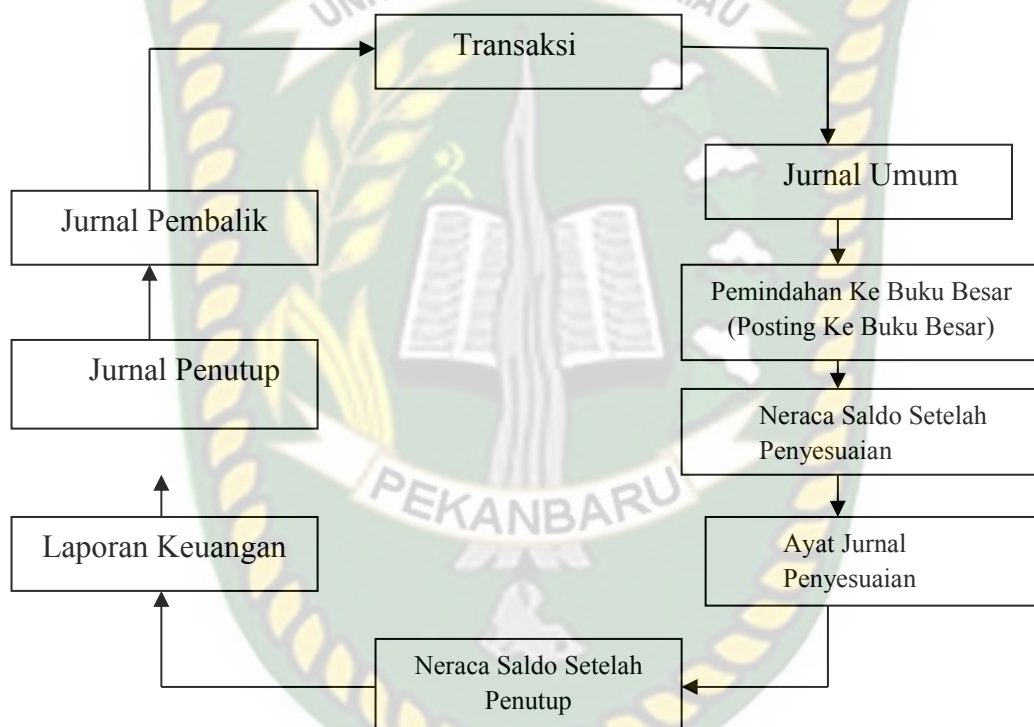 Transaksi
Jurnal Umum
Pemindahan Ke Buku Besar
(Posting Ke Buku Besar)
Neraca Saldo Setelah
Penyesuaian
Ayat Jurnal
Penyesuaian
Neraca Saldo Setelah
Penutup
Laporan Keuangan
Jurnal Penutup
Jurnal Pembalik
PEKANBARU